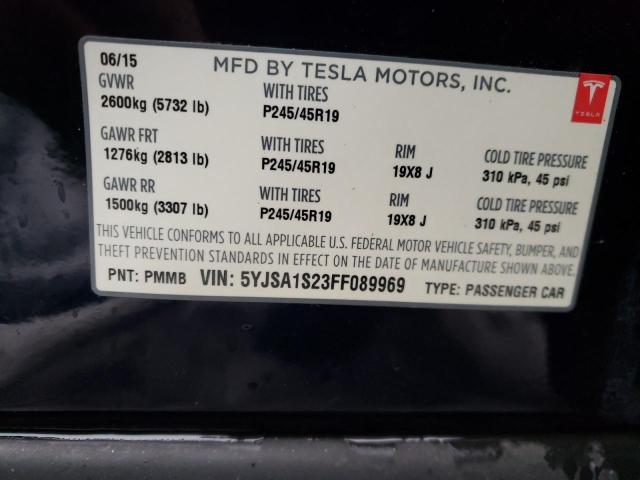 06/15 MFD BY TESLA MOTORS, INC.
GVWR WITH TIRES
2600kg (5732 lb) P245/45R19
TESLA
GAWR FRT WITH TIRES RIM COLD TIRE PRESSURE
1276kg (2813 lb) P245/45R19 19X8 J 310 kPa, 45 psi
GAWR RR WITH TIRES RIM COLD TIRE PRESSURE
1500kg (3307 lb) P245/45R19 19X8 J 310 kPa, 45 psi
THIS VEHICLE CONFORMS TO ALL APPLICABLE U.S. FEDERAL MOTOR VEHICLE SAFETY, BUMPER, AND
THEFT PREVENTION STANDARDS IN EFFECT ON THE DATE OF MANUFACTURE SHOWN ABOVE.
PNT: PMMB VIN: 5YJSA1S23FF089969 TYPE: PASSENGER CAR